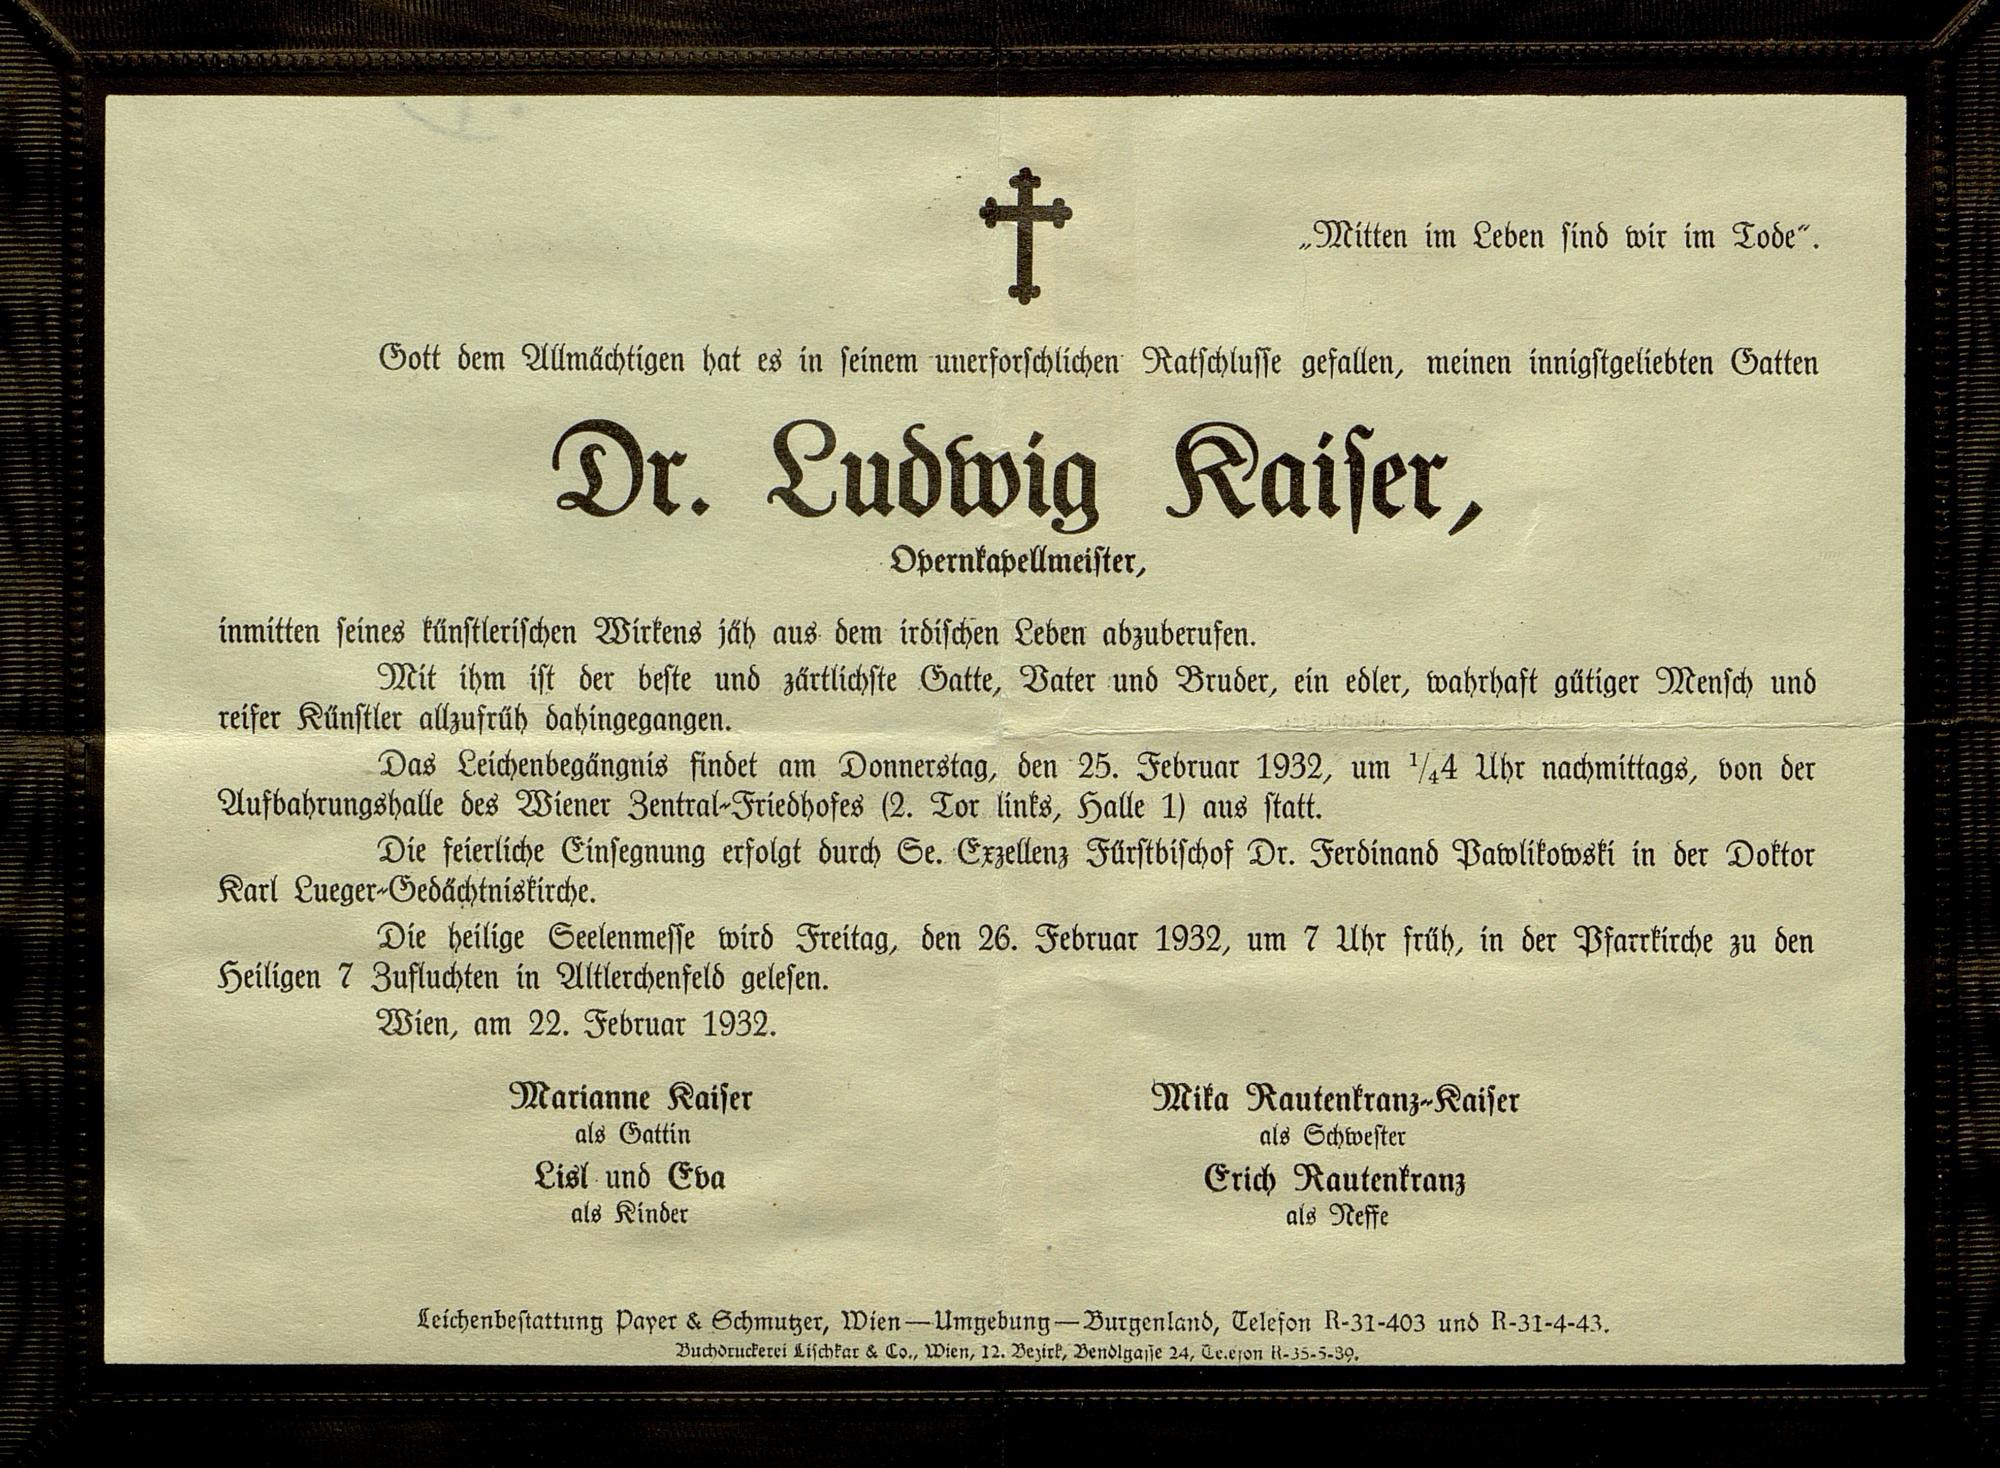 „Mitten im Leben sind wir im Tode“.
Gott dem Allmächtigen hat es in seinem unerforschlichen Ratschlusse gefallen, meinen innigstgeliebten Gatten
Dr. Ludwig Kaiser,
Opernkapellmeister,
inmitten seines künstlerischen Wirkens jäh aus dem irdischen Leben abzuberufen.
Mit ihm ist der beste und zärtlichste Gatte, Vater und Bruder, ein edler, wahrhaft gütiger Mensch und
reifer Künstler allzufrüh dahingegangen.
Das Leichenbegängnis findet am Donnerstag, den 25. Februar 1932, um 1/44 Uhr nachmittags, von der
Aufbahrungshalle des Wiener Zentral-Friedhofes (2. Tor links, Halle 1) aus statt.
Die feierliche Einsegnung erfolgt durch Se. Exzellenz Fürstbischof Dr. Ferdinand Pawlikowski in der Doktor
Karl Lueger-Gedächtniskirche.
Die heilige Seelenmesse wird Freitag, den 26. Februar 1932, um 7 Uhr früh, in der Pfarrkirche zu den
Heiligen 7 Zufluchten in Altlerchenfeld gelesen.
Wien, am 22. Februar 1932.
Marianne Kaiser
als Gattin
Lisl und Eva
als Kinder
Mika Rautenkranz-Kaiser
als Schwester
Erich Rautenkranz
als Neffe
Leichenbestattung Payer & Schmutzer, Wien—Umgebung—Burgenland, Telefon R-31-403 und R-31-4-43.
Buchdruckerei Lischkar & Co., Wien, 12. Bezirk, Bendlgasse 24, Telefon R-35-5-39.